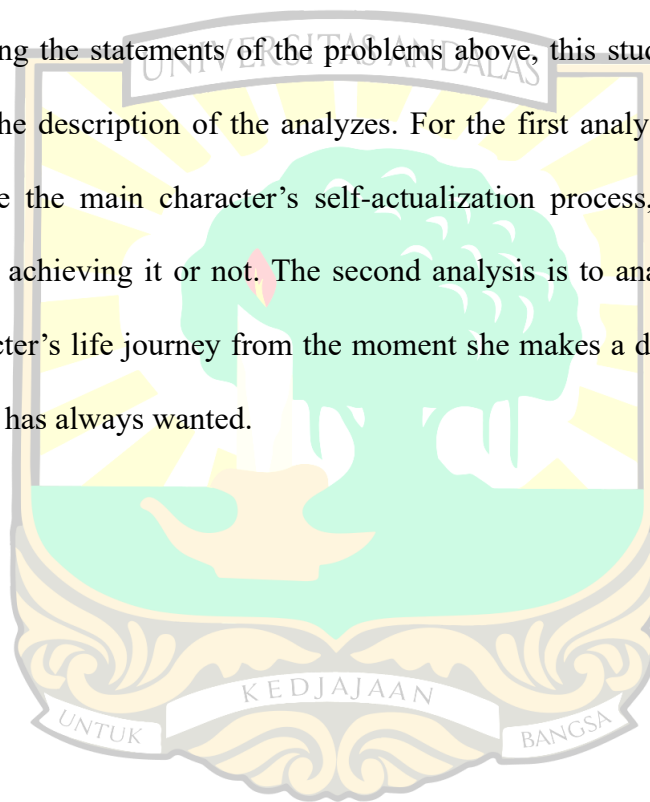 ng the statements of the problems above, this stud
UNIVERSITAS ANDALAS
he description of the analyzes. For the first analy
e the main character’s self-actualization process,
achieving it or not. The second analysis is to ana
cter’s life journey from the moment she makes a d
has always wanted.
KEDJAJAAN
UNTUK BANGSA